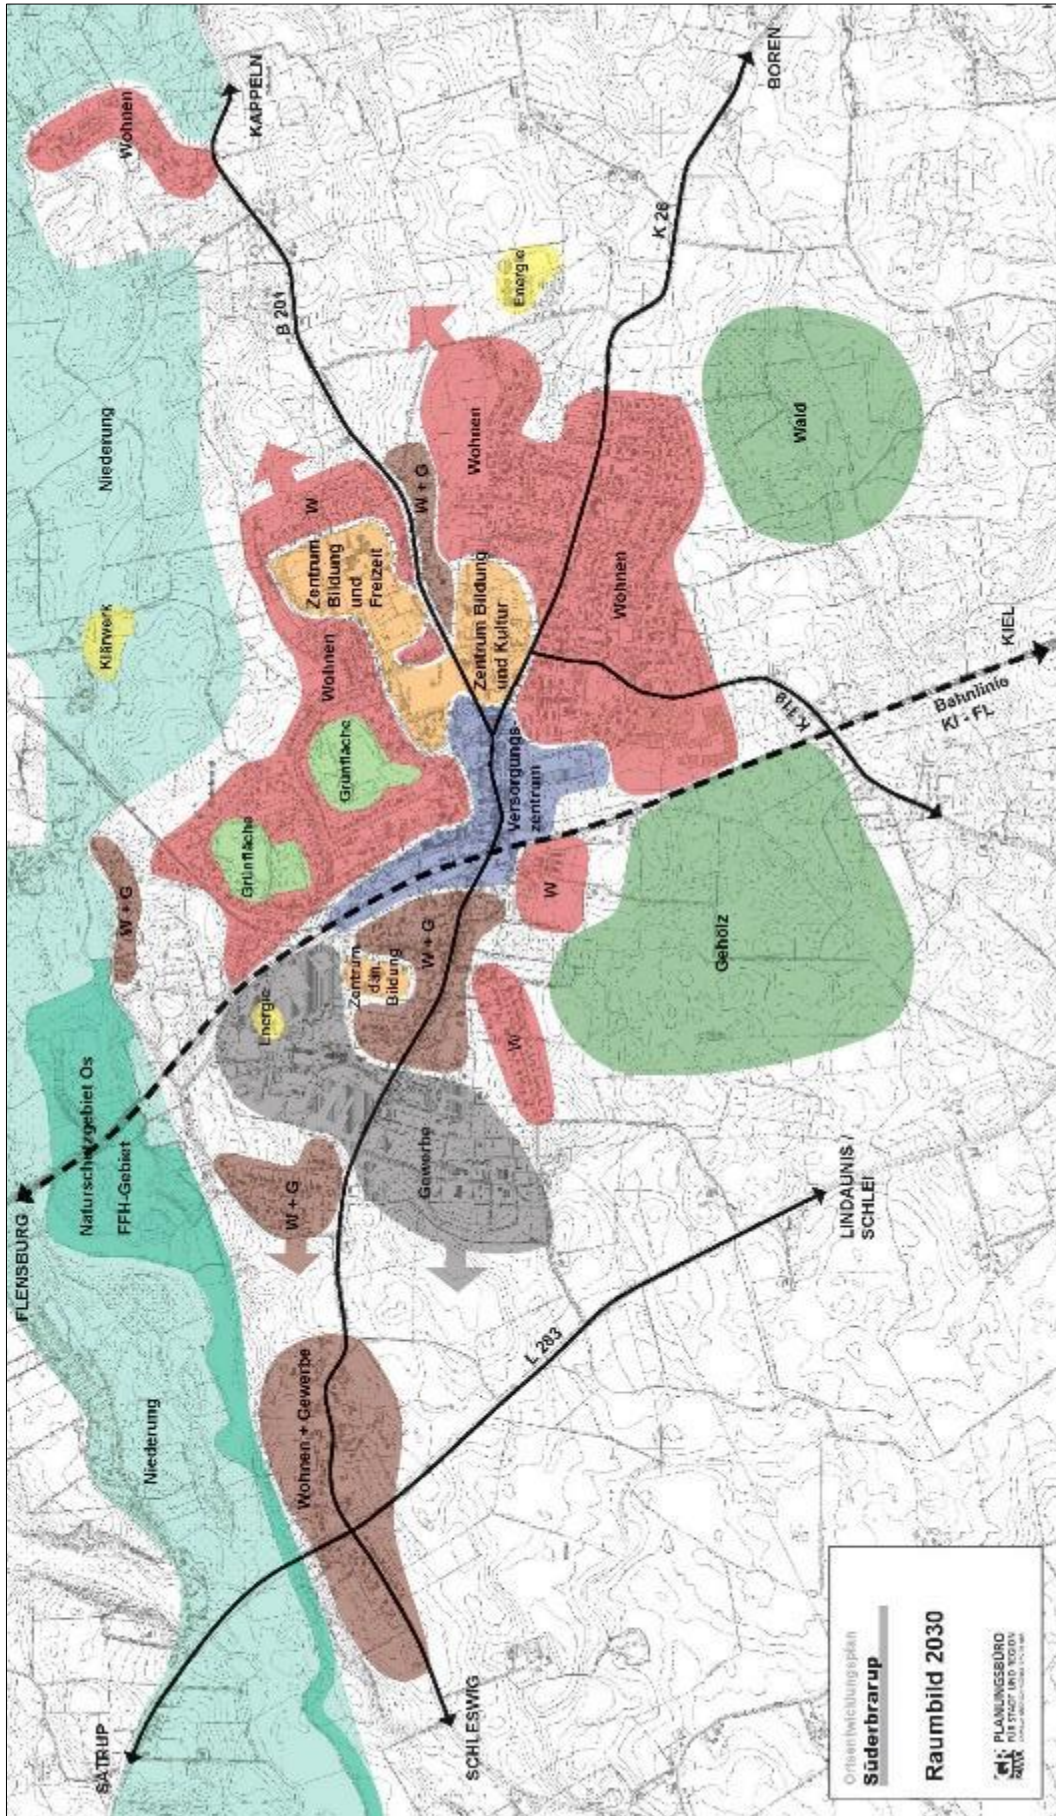 SATRUP
SCHLESWIG
FLENSBURG
Niederung
Naturschutzgebiet Os
FFH-Gebiet
Wohnen + Gewerbe
L 283
LINDAUNIS /
SCHLEI
W + G
Gewerbe
Energie
Zentrum
dän.
Bildung
W + G
W
W
Gehölz
W + G
Grünfläche
Grünfläche
Wohnen
Versorgungs-
zentrum
Zentrum
Bildung
und
Freizeit
W
Zentrum Bildung
und Kultur
W + G
Wohnen
Wohnen
K 119
Bahnlinie
KI - FL
KIEL
Klärwerk
Niederung
B 201
Energie
K 26
Wald
Wohnen
KAPPELN
BOREN
Ortsentwicklungsplan
Süderbrarup
Raumbild 2030
PLANUNGSBÜRO
FÜR STADT UND REGION